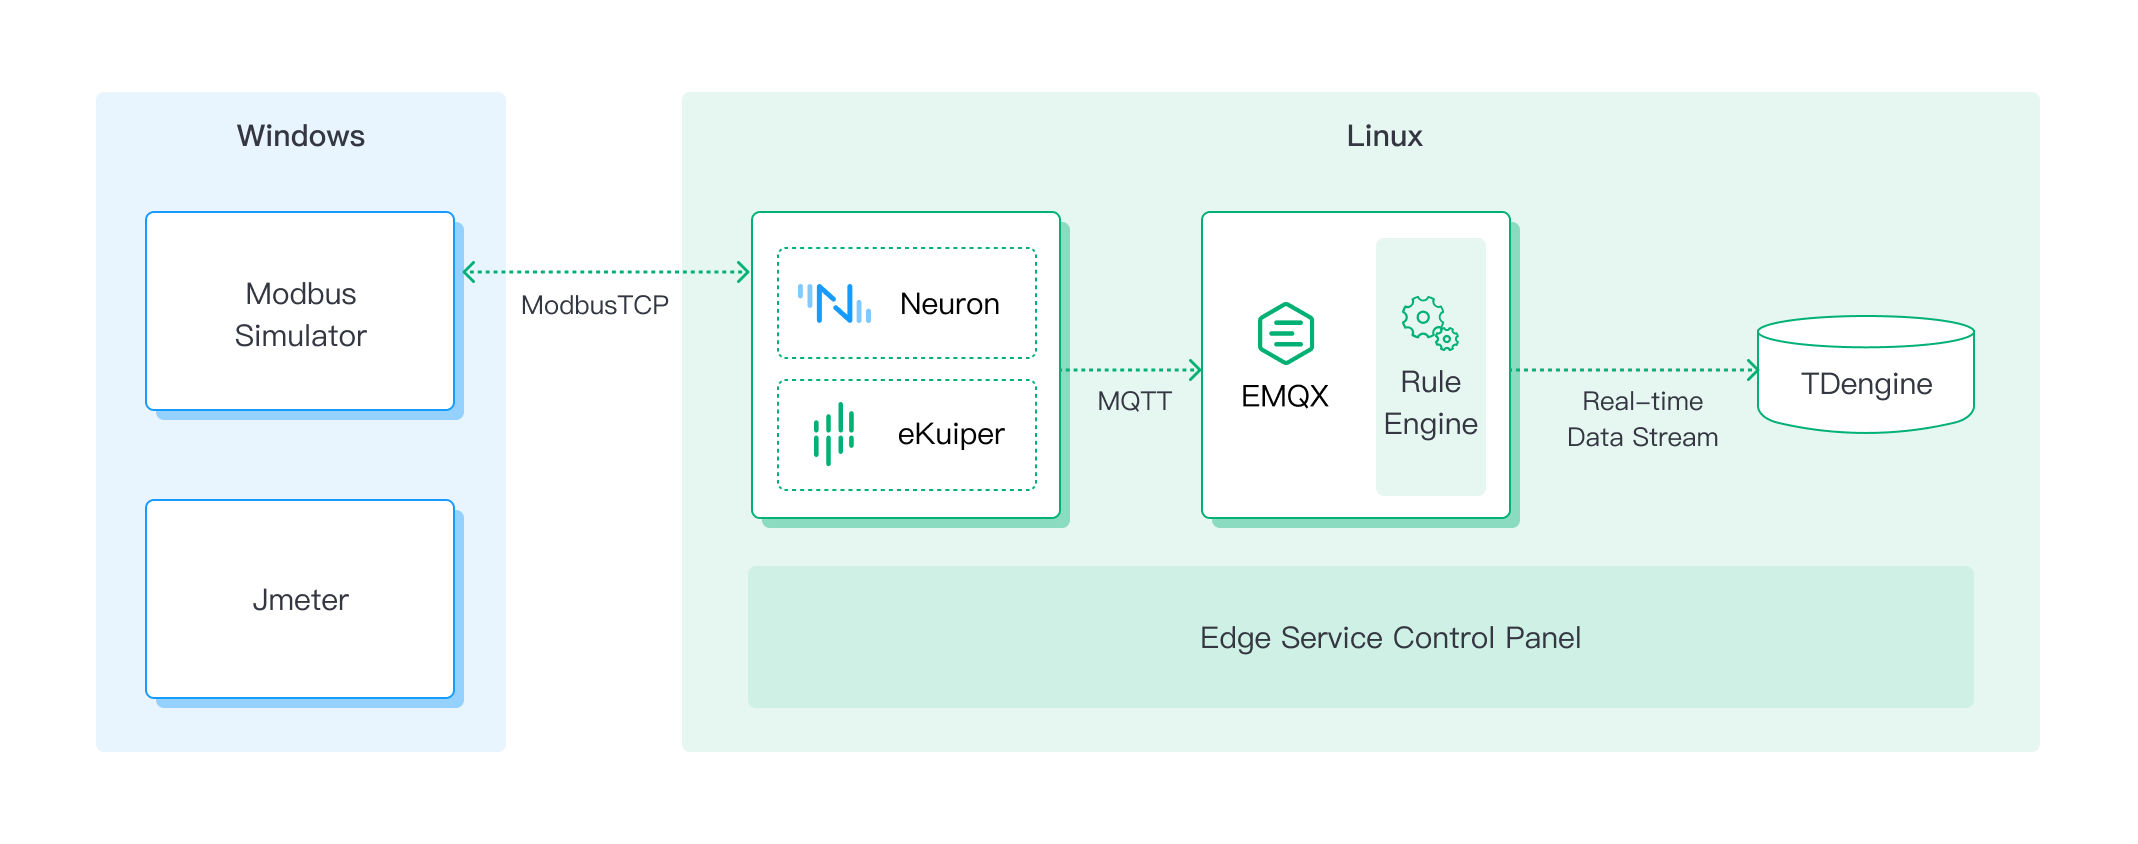 Windows
Modbus
Simulator
Jmeter
ModbusTCP
Linux
Neuron
eKuiper
MQTT
EMQX
Rule
Engine
Real-time
Data Stream
TDengine
Edge Service Control Panel